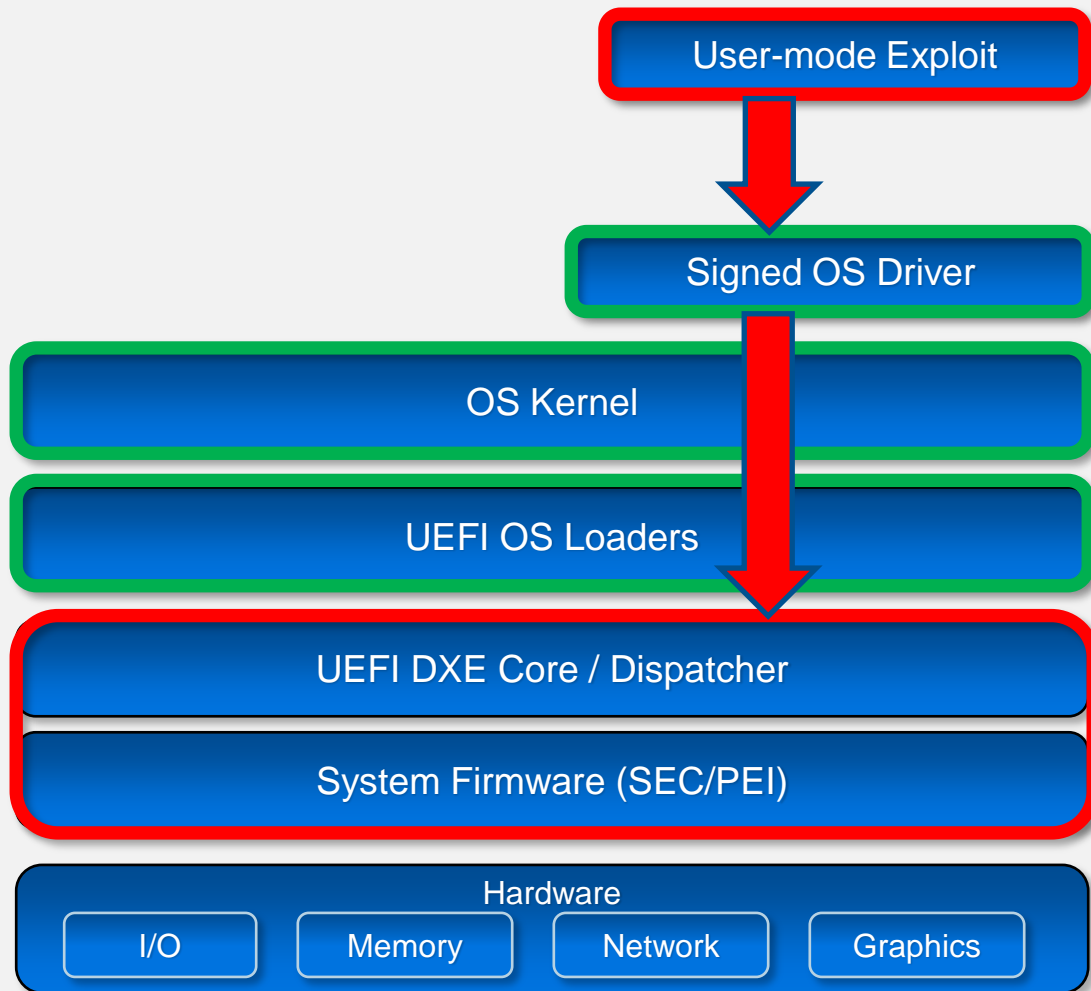 User-mode Exploit
Signed OS Driver
OS Kernel
UEFI OS Loaders
UEFI DXE Core / Dispatcher
System Firmware (SEC/PEI)
Hardware
I/O
Memory
Network
Graphics